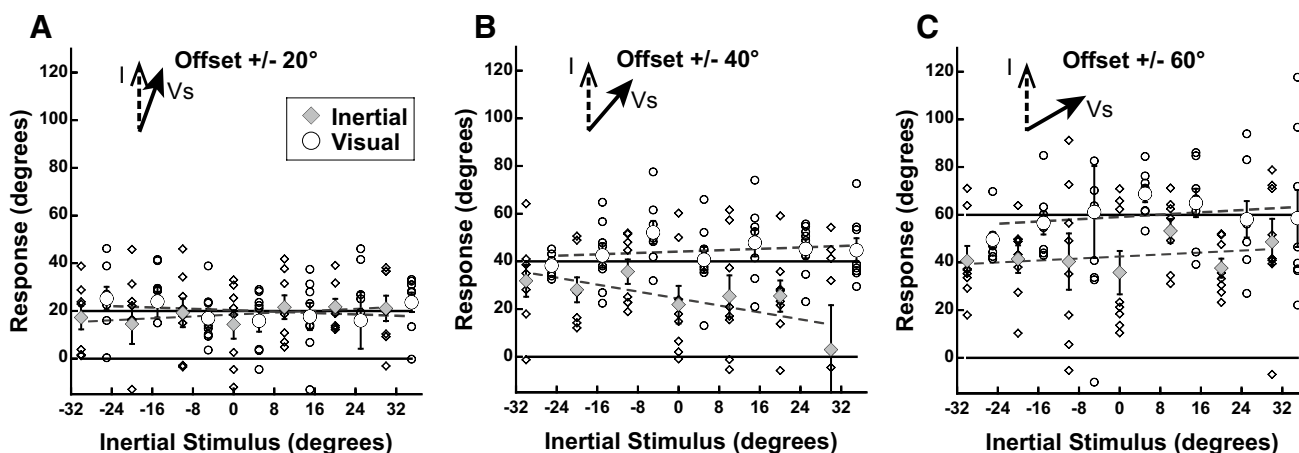 A
Offset +/- 20°
I
Vs
Inertial
Visual
Response (degrees)
120
100
80
60
40
20
0
-32 -24 -16 -8 0 8 16 24 32
Inertial Stimulus (degrees)
B
Offset +/- 40°
I
Vs
Response (degrees)
120
100
80
60
40
20
0
-32 -24 -16 -8 0 8 16 24 32
Inertial Stimulus (degrees)
C
Offset +/- 60°
I
Vs
Response (degrees)
120
100
80
60
40
20
0
-32 -24 -16 -8 0 8 16 24 32
Inertial Stimulus (degrees)